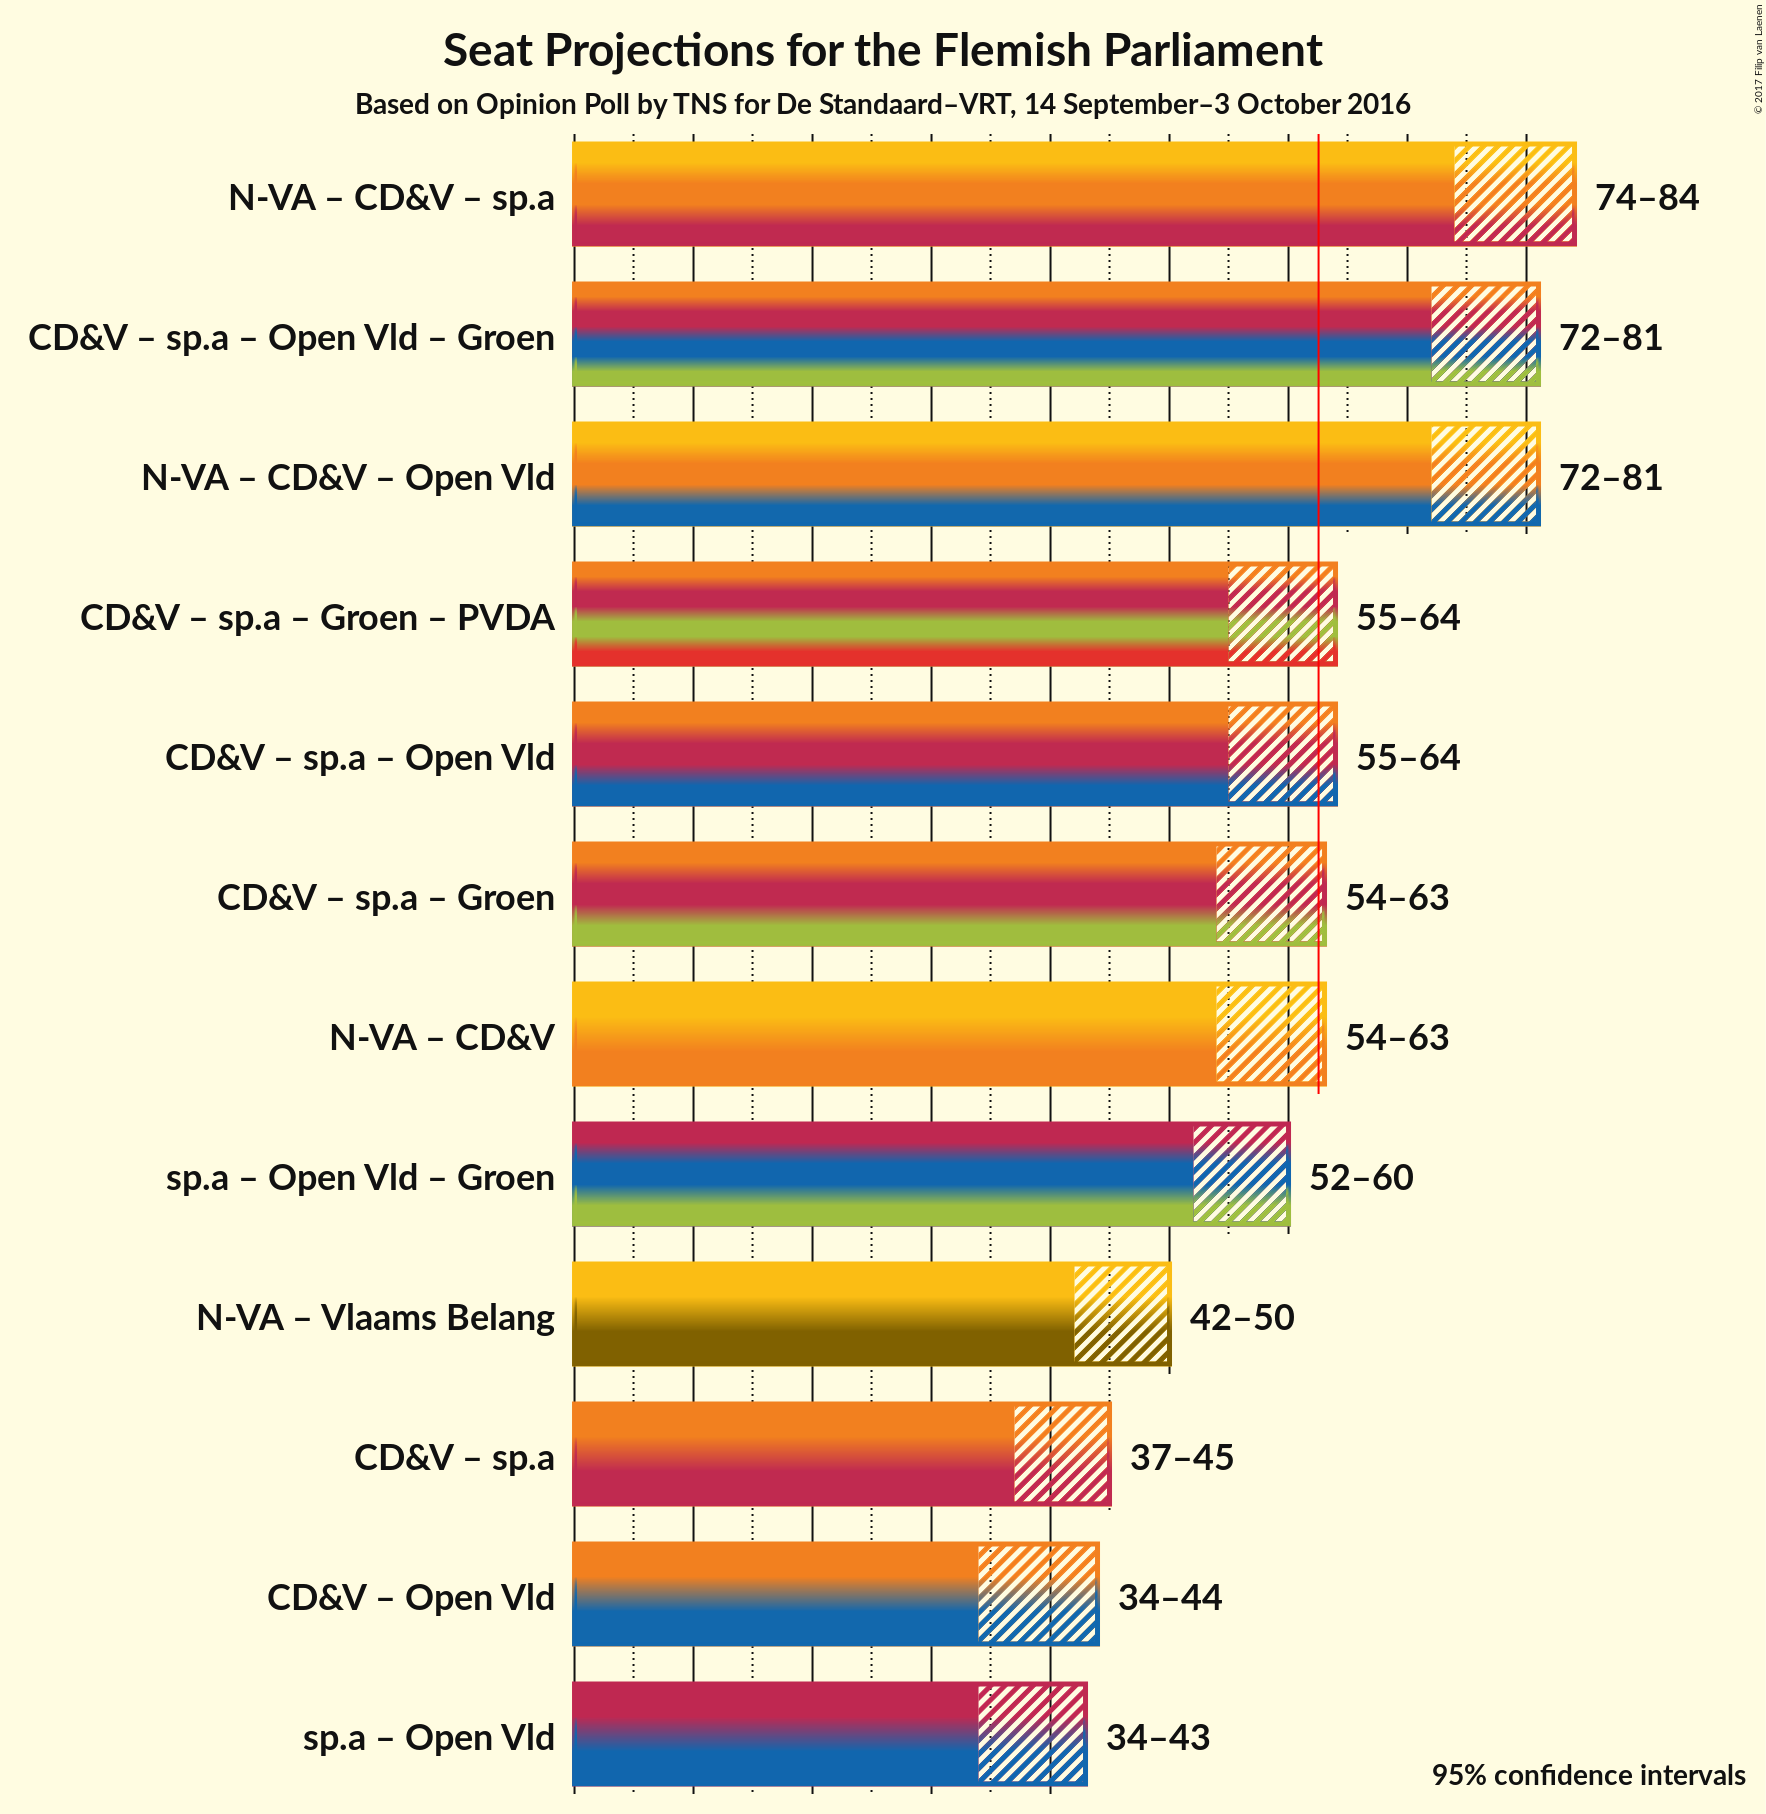 Seat Projections for the Flemish Parliament
Based on Opinion Poll by TNS for De Standaard–VRT, 14 September–3 October 2016
© 2017 Filip van Laenen
N-VA – CD&V – sp.a 74–84
CD&V – sp.a – Open Vld – Groen 72–81
N-VA – CD&V – Open Vld 72–81
CD&V – sp.a – Groen – PVDA 55–64
CD&V – sp.a – Open Vld 55–64
CD&V – sp.a – Groen 54–63
N-VA – CD&V 54–63
sp.a – Open Vld – Groen 52–60
N-VA – Vlaams Belang 42–50
CD&V – sp.a 37–45
CD&V – Open Vld 34–44
sp.a – Open Vld 34–43
95% confidence intervals